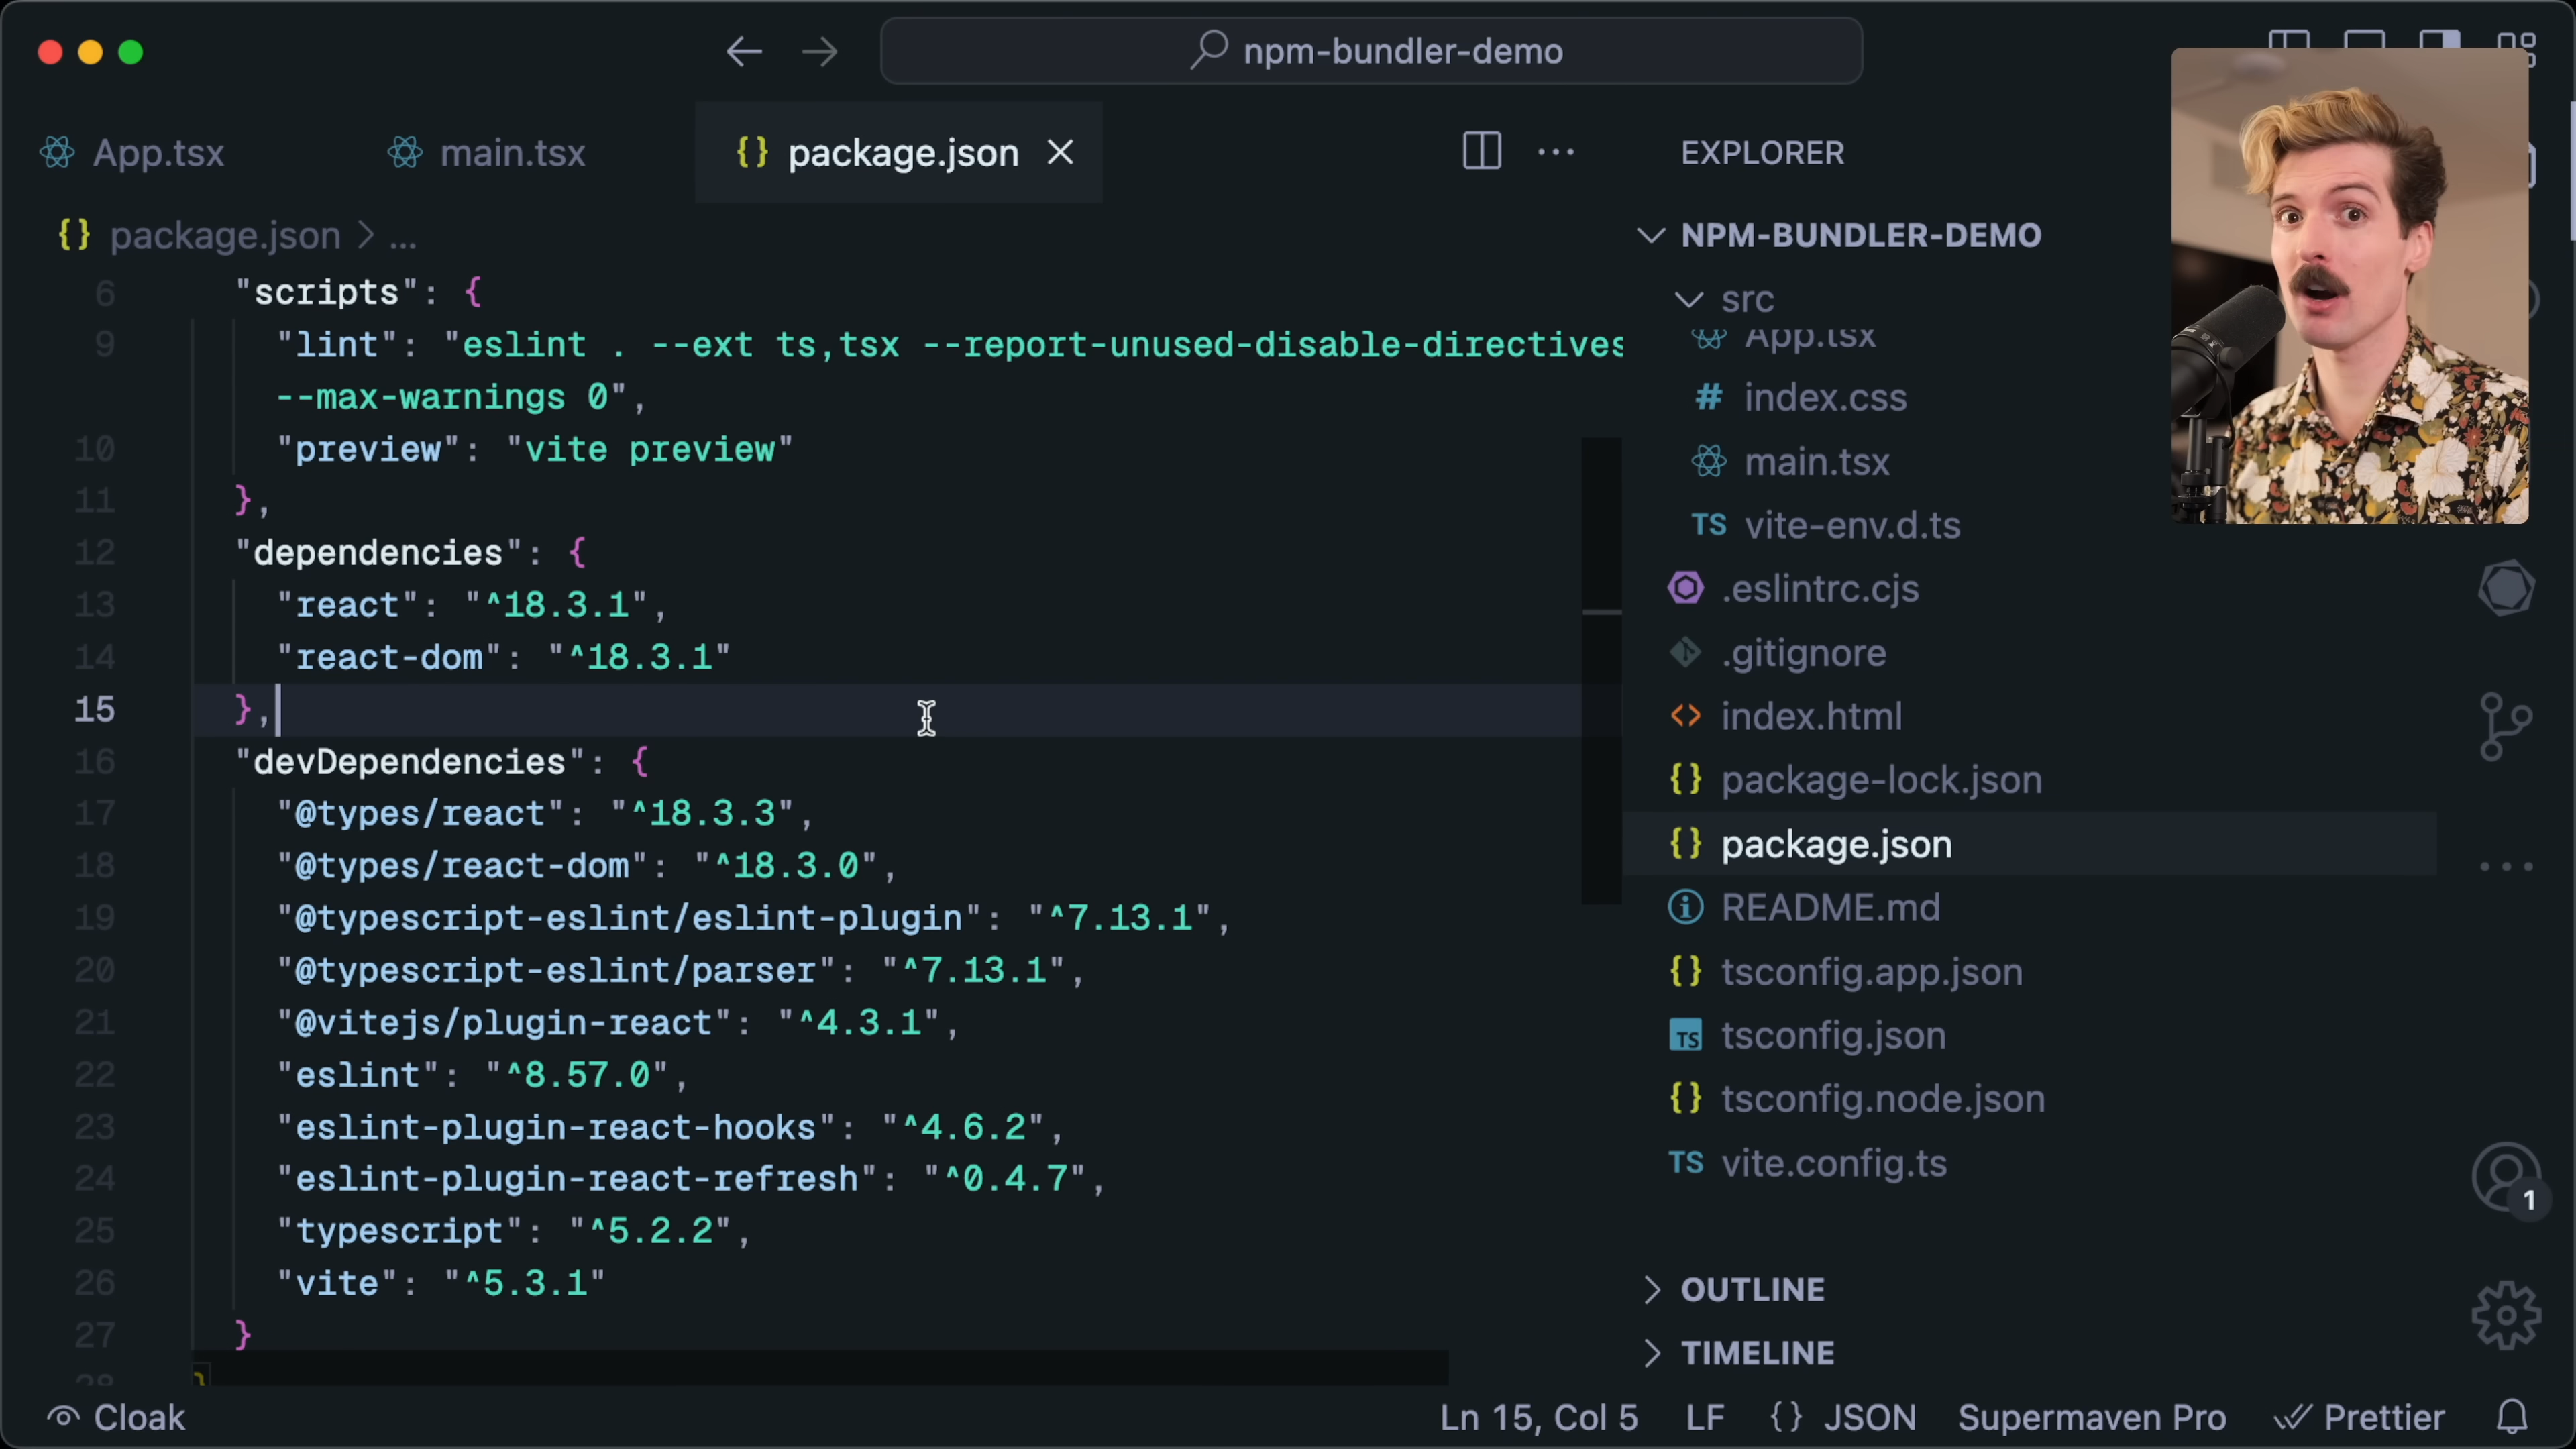 npm-bundler-demo
App.tsx
main.tsx
{} package.json
{} package.json > ...
6 "scripts": {
9 "lint": "eslint . --ext ts,tsx --report-unused-disable-directives
--max-warnings 0",
10 "preview": "vite preview"
11 },
12 "dependencies": {
13 "react": "^18.3.1",
14 "react-dom": "^18.3.1"
15 },
16 "devDependencies": {
17 "@types/react": "^18.3.3",
18 "@types/react-dom": "^18.3.0",
19 "@typescript-eslint/eslint-plugin": "^7.13.1",
20 "@typescript-eslint/parser": "^7.13.1",
21 "@vitejs/plugin-react": "^4.3.1",
22 "eslint": "^8.57.0",
23 "eslint-plugin-react-hooks": "^4.6.2",
24 "eslint-plugin-react-refresh": "^0.4.7",
25 "typescript": "^5.2.2",
26 "vite": "^5.3.1"
27 }
28 }
EXPLORER
NPM-BUNDLER-DEMO
src
App.tsx
# index.css
main.tsx
TS vite-env.d.ts
.eslintrc.cjs
.gitignore
<> index.html
{} package-lock.json
{} package.json
README.md
{} tsconfig.app.json
TS tsconfig.json
{} tsconfig.node.json
TS vite.config.ts
OUTLINE
TIMELINE
1
Cloak
Ln 15, Col 5
LF
{} JSON
Supermaven Pro
Prettier